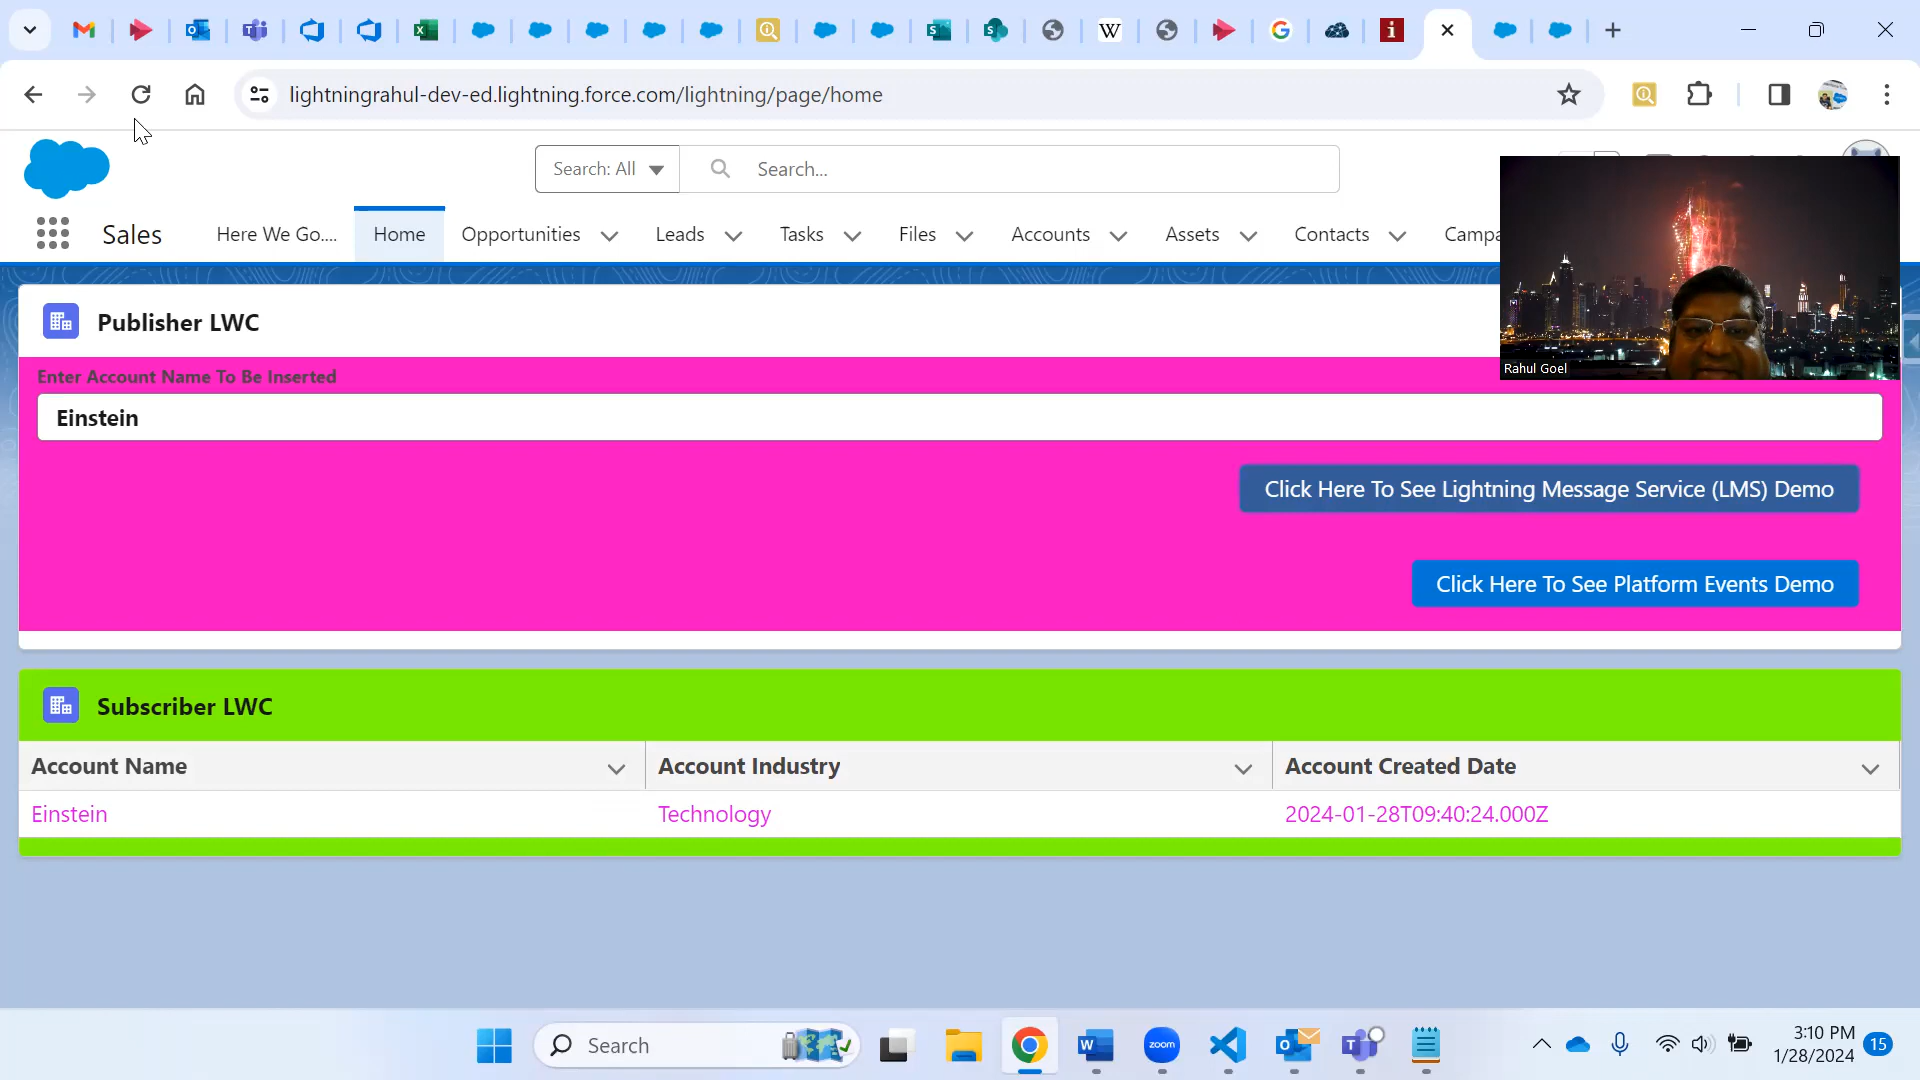 lightningrahul-dev-ed.lightning.force.com/lightning/page/home
Search: All
Search...
Sales
Here We Go....
Home
Opportunities
Leads
Tasks
Files
Accounts
Assets
Contacts
Campa
Publisher LWC
Rahul Goel
Enter Account Name To Be Inserted
Einstein
Click Here To See Lightning Message Service (LMS) Demo
Click Here To See Platform Events Demo
Subscriber LWC
Account Name
Account Industry
Account Created Date
Einstein
Technology
2024-01-28T09:40:24.000Z
Search
zoom
3:10 PM
1/28/2024
15